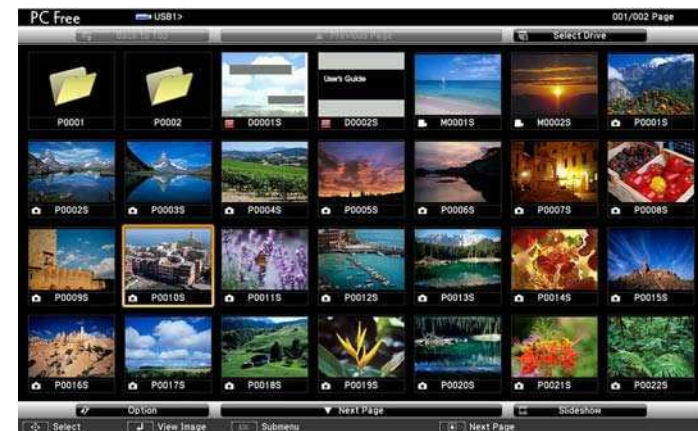 PC Free USB1> 001/002 Page
Back to Top Previous Page Select Drive
User's Guide
P0001 P0002 D0001S D0002S M0001S M0002S P0001S
P0002S P0003S P0004S P0005S P0006S P0007S P0008S
P0009S P0010S P0011S P0012S P0013S P0014S P0015S
P0016S P0017S P0018S P0019S P0020S P0021S P0022S
Option Next Page Slideshow
Select View Image Submenu Next Page